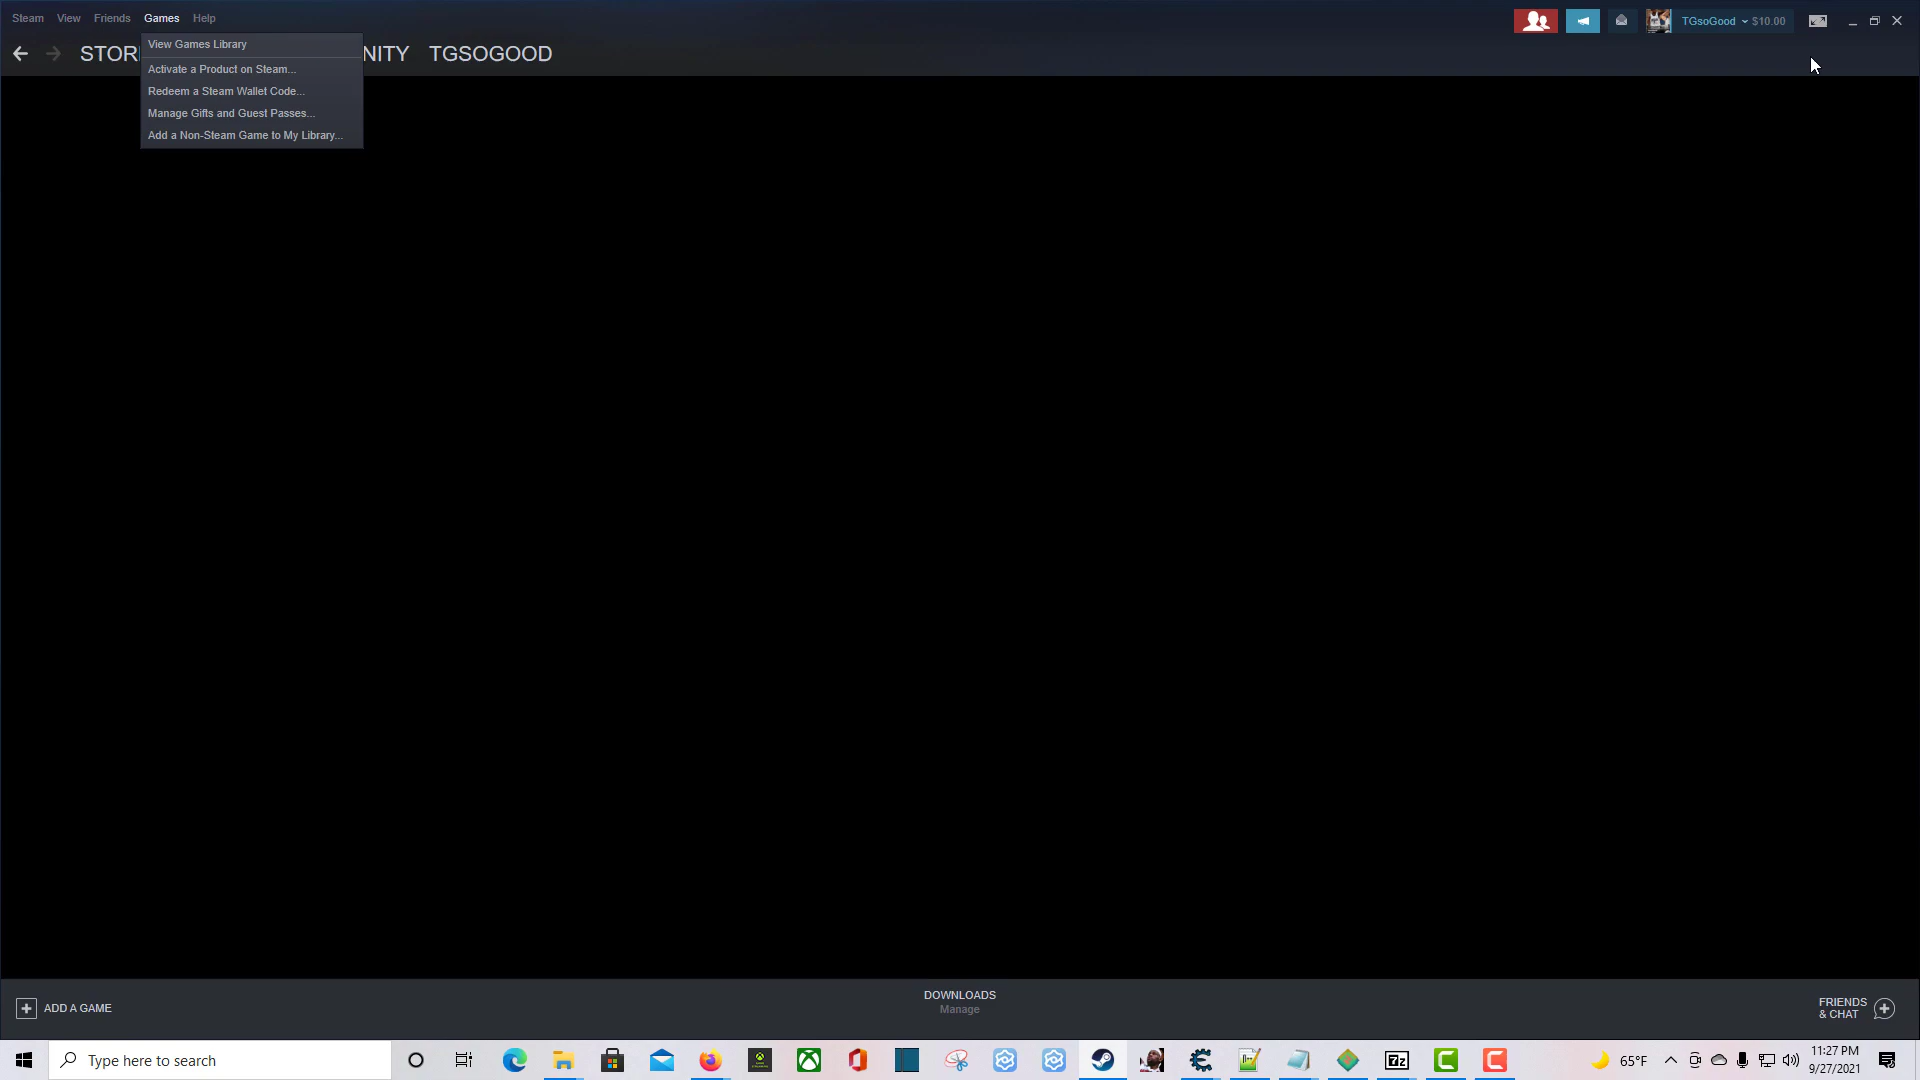 Steam View Friends Games Help
TGsoGood $10.00
View Games Library
STOR NITY TGSOGOOD
Activate a Product on Steam...
Redeem a Steam Wallet Code...
Manage Gifts and Guest Passes...
Add a Non-Steam Game to My Library...
ADD A GAME
DOWNLOADS
Manage
FRIENDS
& CHAT
Type here to search
7z
C
C
65°F
11:27 PM
9/27/2021